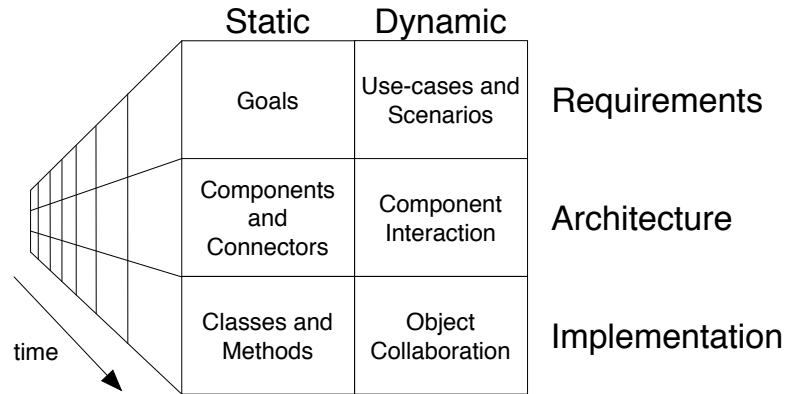 Static Dynamic
Goals
Use-cases and
Scenarios
Requirements
Components
and
Connectors
Component
Interaction
Architecture
Classes and
Methods
Object
Collaboration
Implementation
time